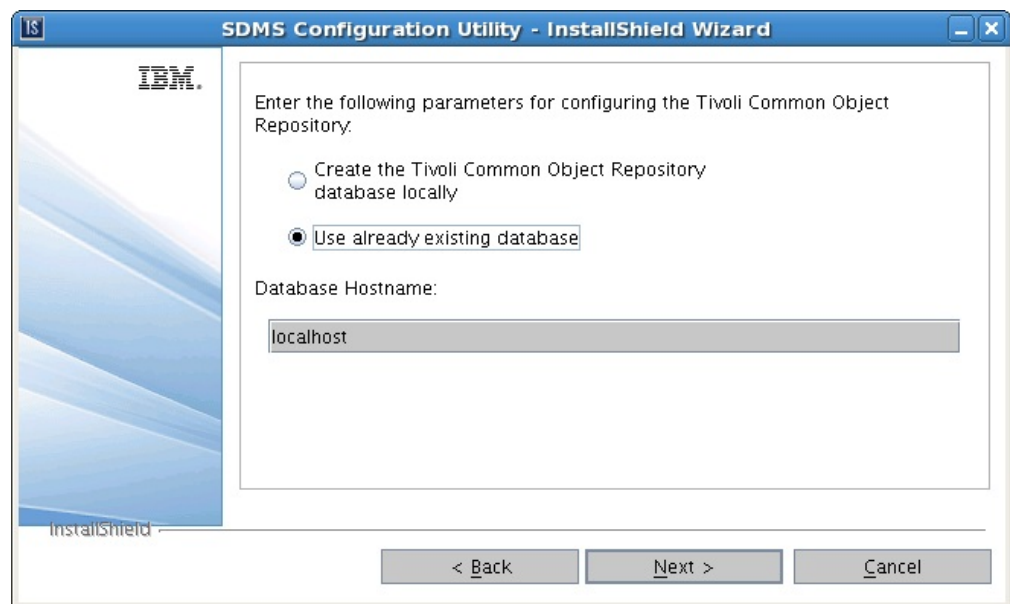 IS
SDMS Configuration Utility - InstallShield Wizard
IBM.
Enter the following parameters for configuring the Tivoli Common Object
Repository:
Create the Tivoli Common Object Repository
database locally
Use already existing database
Database Hostname:
localhost
InstallShield
< Back
Next >
Cancel